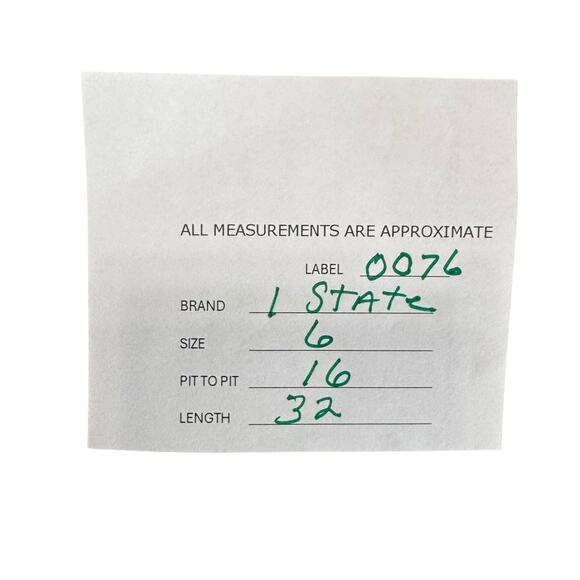 ALL MEASUREMENTS ARE APPROXIMATE
LABEL 0076
BRAND 1 STATe
SIZE 6
PIT TO PIT 16
LENGTH 32